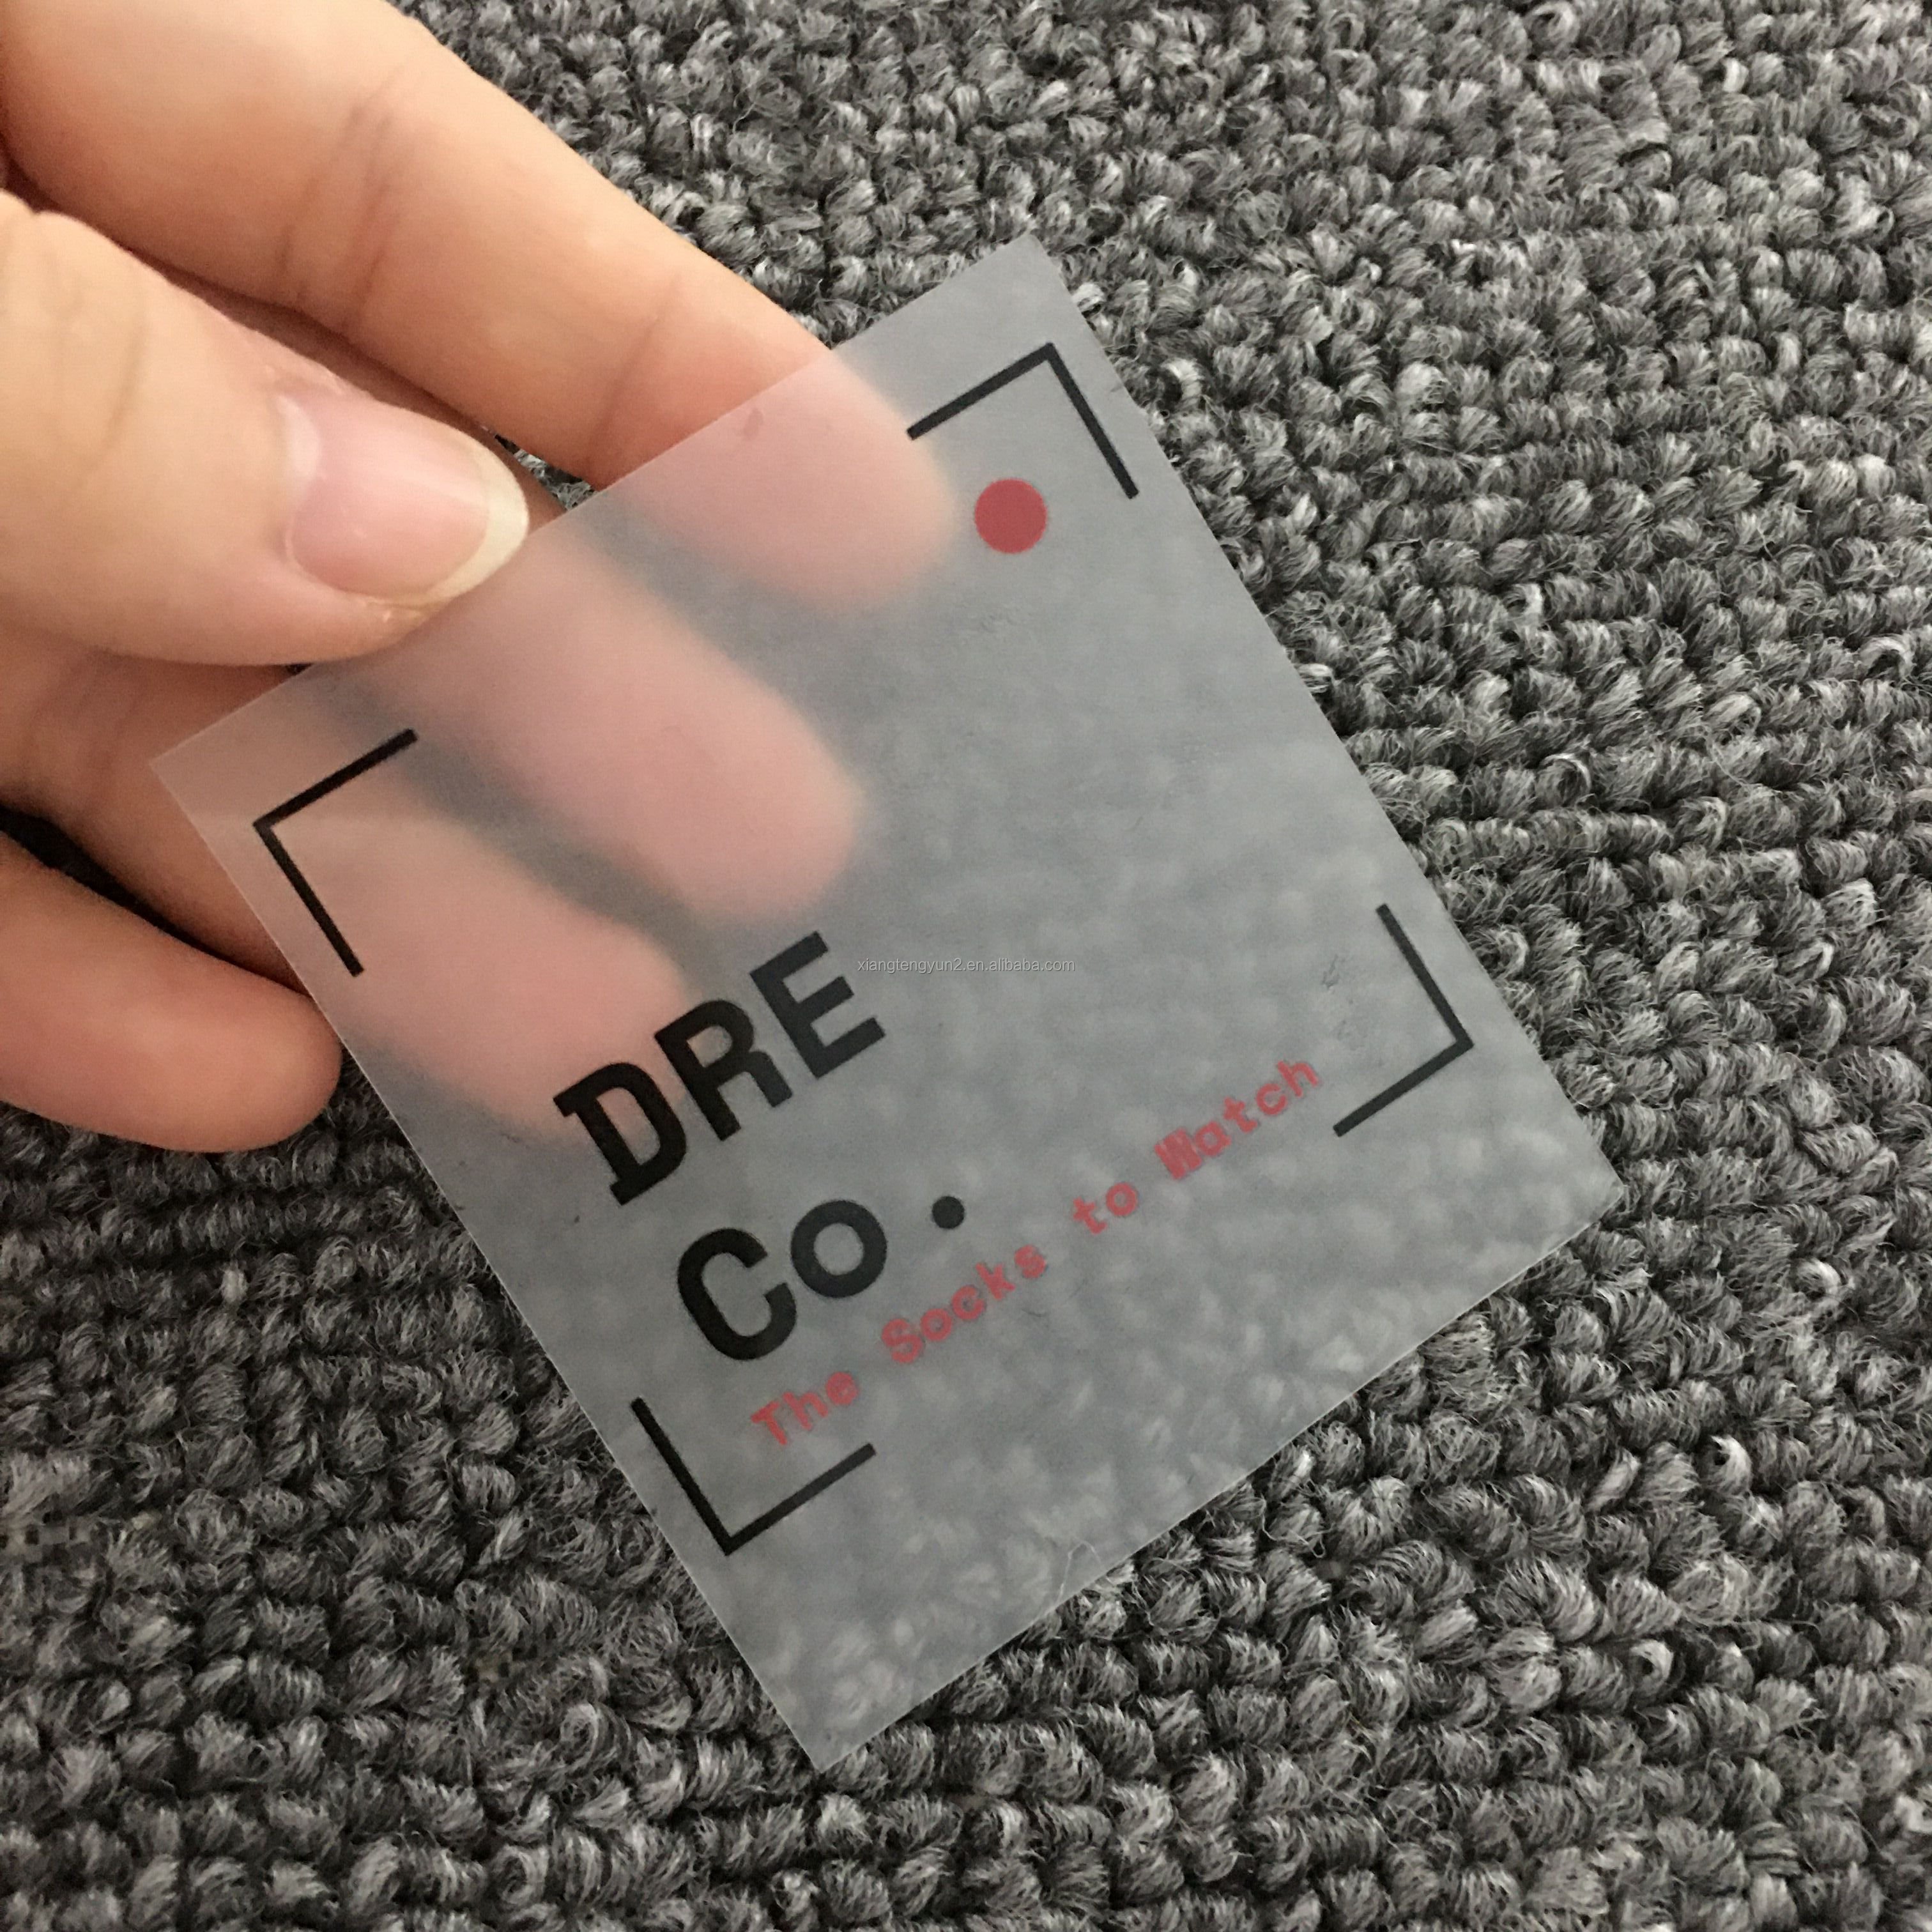 DRE
Co.
The Socks to Watch
xiangtengyun2.en.alibaba.com